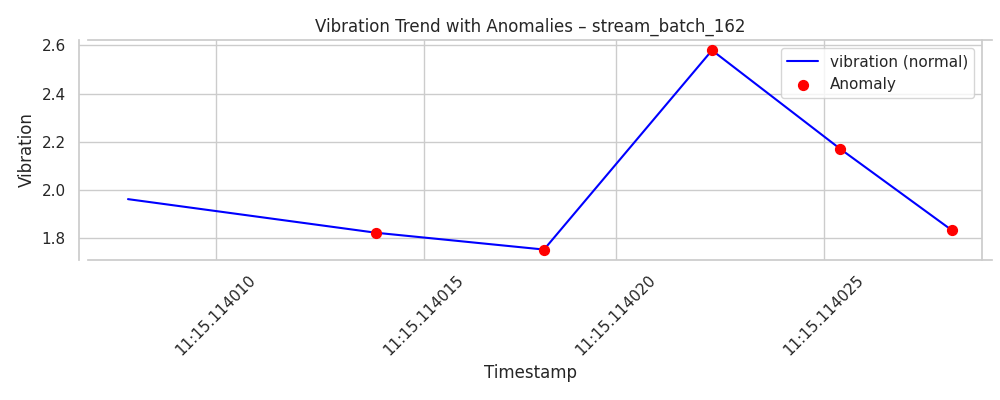 Vibration Trend with Anomalies – stream_batch_162
vibration (normal)
Anomaly
Vibration
2.6
2.4
2.2
2.0
1.8
11:15.114010
11:15.114015
11:15.114020
11:15.114025
Timestamp